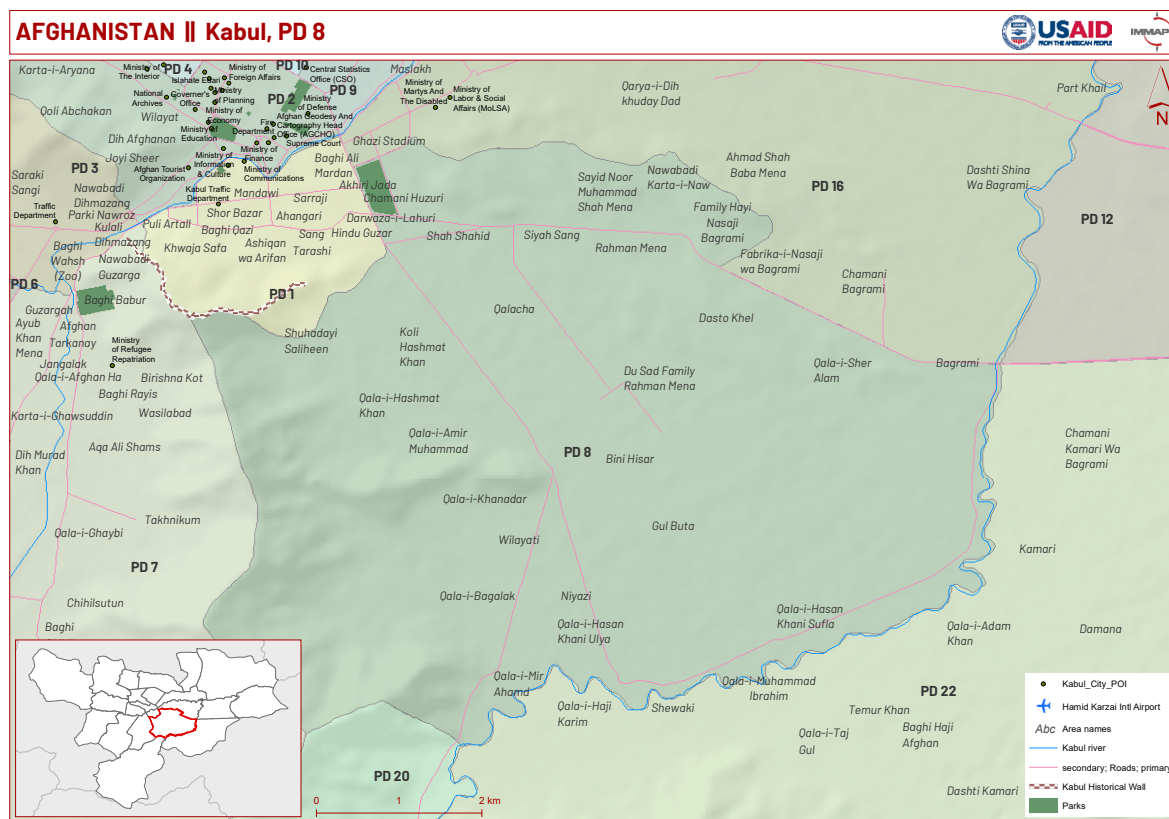 AFGHANISTAN || Kabul, PD 8
USAID
FROM THE AMERICAN PEOPLE
IMMAP
Karta-i-Aryana
Ministry of
The Interior
PD 4
Islahate Edari
Ministry of
Foreign Affairs
PD 10
Central Statistics
Office (CSO)
PD 9
Maslakh
National
Archives
Governer's
Office
Ministry
of Planning
PD 2
Ministry
of Defense
Ministry of
Martys And
The Disabled
Ministry of
Labor & Social
Affairs (MoLSA)
Qarya-i-Dih
khuday Dad
Part Khail
N
Qoli Abchakan
Wilayat
Ministry of
Economy
Fire
Department
Afghan Geodesy And
Cartography Head
Office (AGCHO)
Supreme Court
Dih Afghanan
Ministry of
Education
Ghazi Stadium
Joyi Sheer
Ministry of
Information
& Culture
Ministry of
Finance
Ministry of
Communications
Baghi Ali
Mardan
Afghan Tourist
Organization
PD 3
Saraki
Sangi
Nawabadi
Dihmazang
Kabul Traffic
Department
Mandawi
Sarraji
Akhiri Jada
Chamani Huzuri
Sayid Noor
Muhammad
Shah Mena
Nawabadi
Karta-i-Naw
Ahmad Shah
Baba Mena
PD 16
Dashti Shina
Wa Bagrami
Traffic
Department
Parki Nawroz
Kulali
Puli Artall
Shor Bazar
Ahangari
Darwaza-i-Lahuri
Family Hayi
Nasaji
Bagrami
PD 12
Baghi Qazi
Sang
Tarashi
Hindu Guzar
Shah Shahid
Siyah Sang
Rahman Mena
Baghi
Wahsh
(Zoo)
Dihmazang
Khwaja Safa
Ashiqan
wa Arifan
Fabrika-i-Nasaji
wa Bagrami
Nawabadi
Guzarga
Chamani
Bagrami
PD 6
Baghi Babur
PD 1
Guzargah
Ayub
Khan
Mena
Afghan
Tarkanay
Qalacha
Dasto Khel
Shuhadayi
Saliheen
Koli
Hashmat
Khan
Ministry
of Refugee
Repatriation
Jangalak
Qala-i-Afghan Ha
Birishna Kot
Du Sad Family
Rahman Mena
Qala-i-Sher
Alam
Bagrami
Baghi Rayis
Qala-i-Hashmat
Khan
Karta-i-Ghawsuddin
Wasilabad
Aqa Ali Shams
Qala-i-Amir
Muhammad
Chamani
Kamari Wa
Bagrami
Dih Murad
Khan
PD 8
Bini Hisar
Qala-i-Khanadar
Takhnikum
Qala-i-Ghaybi
Wilayati
Gul Buta
Kamari
PD 7
Chihilsutun
Qala-i-Bagalak
Niyazi
Baghi
Qala-i-Hasan
Khani Ulya
Qala-i-Hasan
Khani Sufla
Qala-i-Adam
Khan
Damana
Qala-i-Mir
Ahamd
Qala-i-Muhammad
Ibrahim
PD 22
Qala-i-Haji
Karim
Shewaki
Temur Khan
Qala-i-Taj
Gul
Baghi Haji
Afghan
PD 20
Dashti Kamari
0 1 2 km
Kabul_City_POI
Hamid Karzai Intl Airport
Abc Area names
Kabul river
secondary; Roads; primary
Kabul Historical Wall
Parks